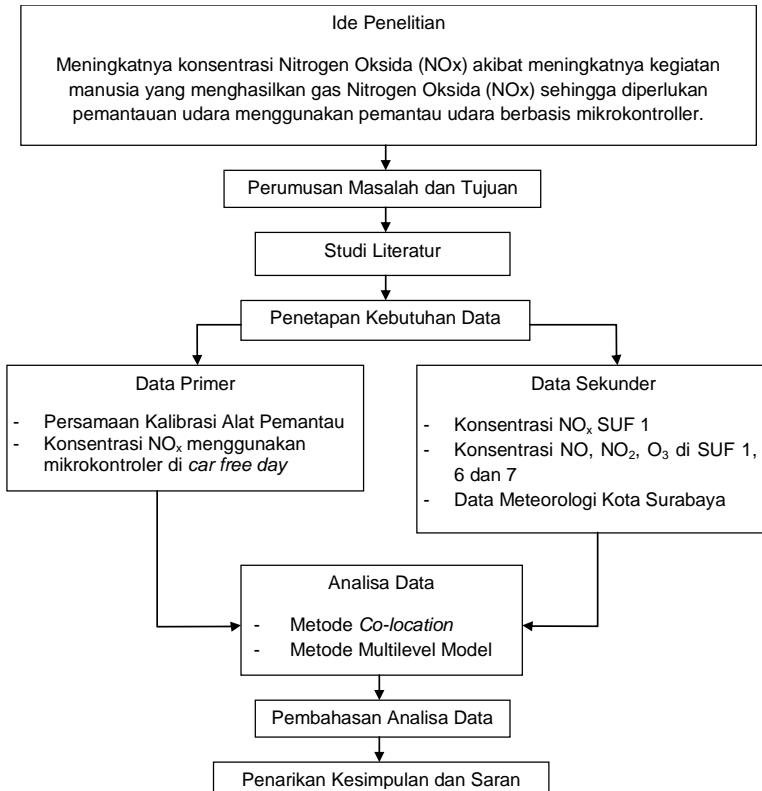 Ide Penelitian
Meningkatnya konsentrasi Nitrogen Oksida (NOx) akibat meningkatnya kegiatan
manusia yang menghasilkan gas Nitrogen Oksida (NOx) sehingga diperlukan
pemantauan udara menggunakan pemantau udara berbasis mikrokontroller.
Perumusan Masalah dan Tujuan
Studi Literatur
Penetapan Kebutuhan Data
Data Primer
- Persamaan Kalibrasi Alat Pemantau
- Konsentrasi NOₓ menggunakan
mikrokontroler di car free day
Data Sekunder
- Konsentrasi NOₓ SUF 1
- Konsentrasi NO, NO₂, O₃ di SUF 1,
6 dan 7
- Data Meteorologi Kota Surabaya
Analisa Data
- Metode Co-location
- Metode Multilevel Model
Pembahasan Analisa Data
Penarikan Kesimpulan dan Saran